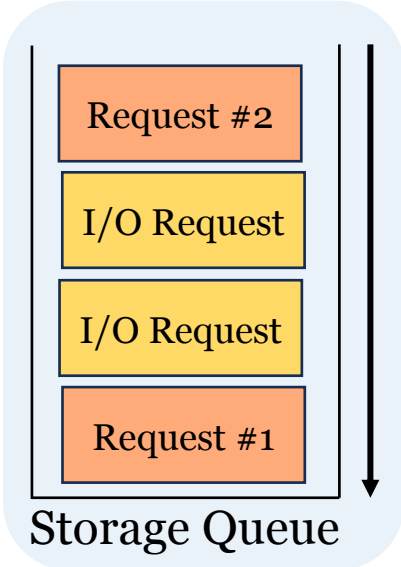 Request #2
I/O Request
I/O Request
Request #1
Storage Queue